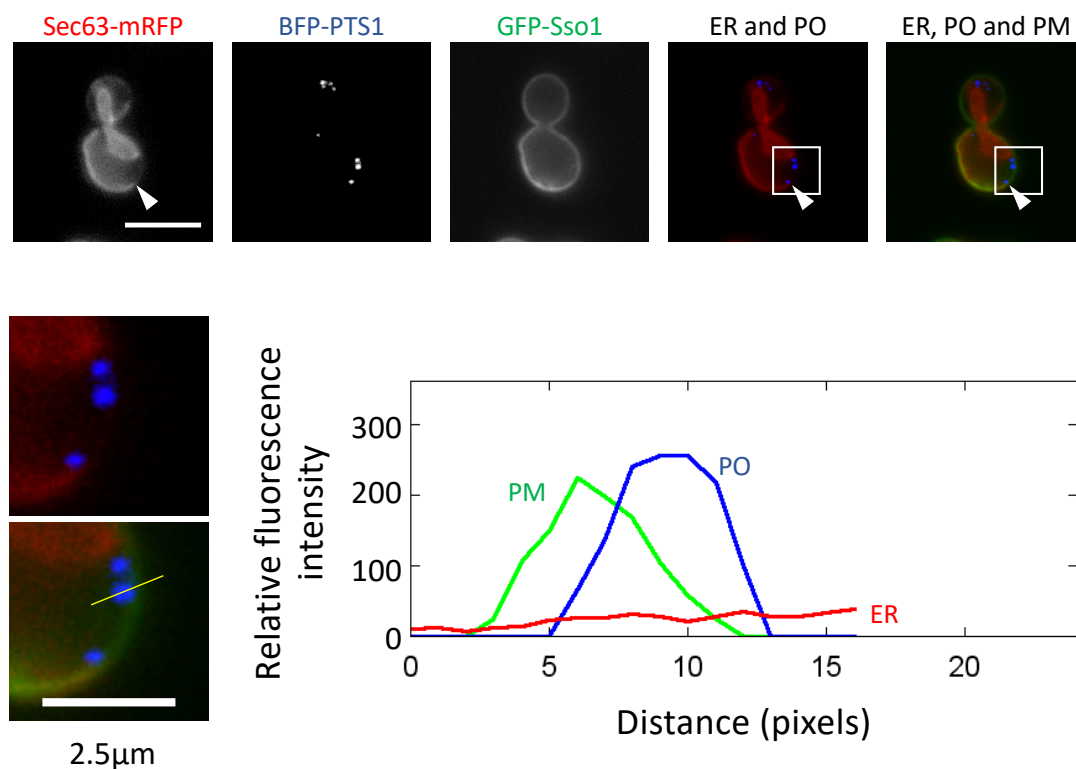 Sec63-mRFP BFP-PTS1 GFP-Sso1 ER and PO ER, PO and PM
2.5µm
Relative fluorescence
intensity
300
200
100
0
PM
PO
ER
0 5 10 15 20
Distance (pixels)